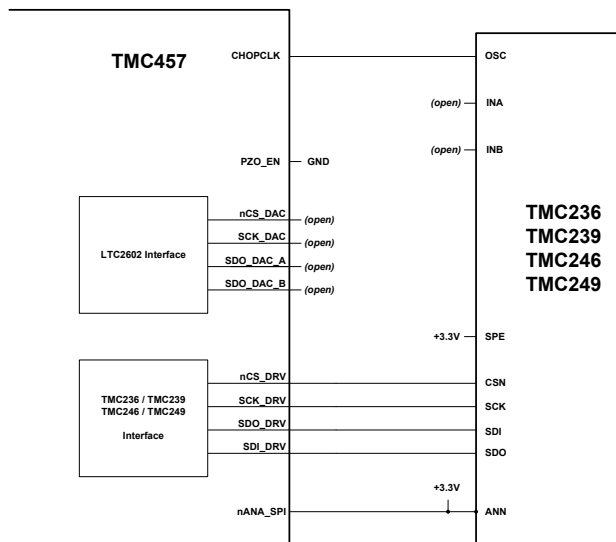 TMC457
CHOPCLK
OSC
(open)
INA
(open)
INB
PZO_EN
GND
nCS_DAC
(open)
SCK_DAC
(open)
LTC2602 Interface
SDO_DAC_A
(open)
SDO_DAC_B
(open)
TMC236
TMC239
TMC246
TMC249
+3.3V
SPE
nCS_DRV
CSN
TMC236 / TMC239
TMC246 / TMC249
Interface
SCK_DRV
SCK
SDO_DRV
SDI
SDI_DRV
SDO
+3.3V
nANA_SPI
ANN